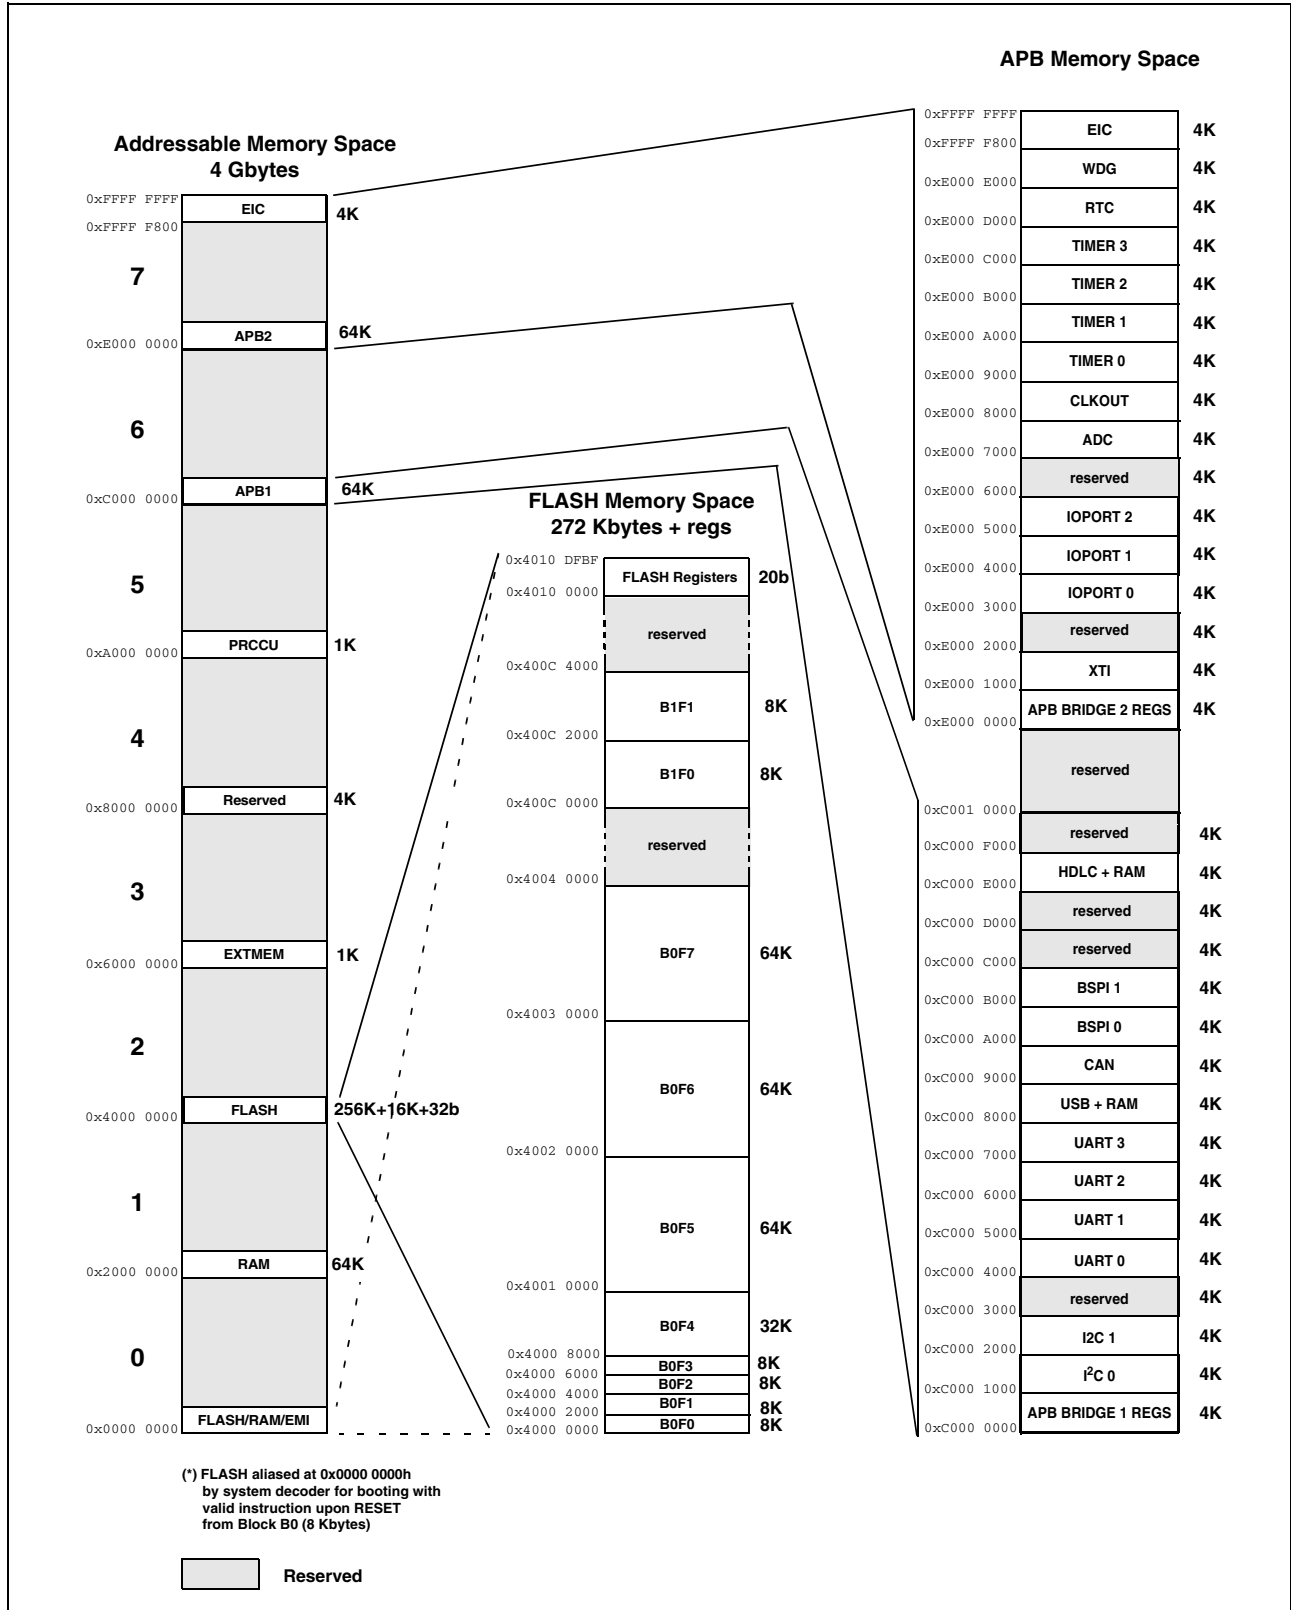 APB Memory Space
Addressable Memory Space
4 Gbytes
0xFFFF FFFF
EIC
4K
0xFFFF F800
7
APB2
64K
0xE000 0000
6
APB1
64K
0xC000 0000
5
PRCCU
1K
0xA000 0000
4
Reserved
4K
0x8000 0000
3
EXTMEM
1K
0x6000 0000
2
FLASH
256K+16K+32b
0x4000 0000
1
RAM
64K
0x2000 0000
0
FLASH/RAM/EMI
0x0000 0000
(*) FLASH aliased at 0x0000 0000h
by system decoder for booting with
valid instruction upon RESET
from Block B0 (8 Kbytes)
Reserved
FLASH Memory Space
272 Kbytes + regs
0x4010 DFBF
FLASH Registers
20b
0x4010 0000
reserved
0x400C 4000
B1F1
8K
0x400C 2000
B1F0
8K
0x400C 0000
reserved
0x4004 0000
B0F7
64K
0x4003 0000
B0F6
64K
0x4002 0000
B0F5
64K
0x4001 0000
B0F4
32K
0x4000 8000
B0F3
8K
0x4000 6000
B0F2
8K
0x4000 4000
B0F1
8K
0x4000 2000
B0F0
8K
0x4000 0000
0xFFFF FFFF
EIC
4K
0xFFFF F800
WDG
4K
0xE000 E000
RTC
4K
0xE000 D000
TIMER 3
4K
0xE000 C000
TIMER 2
4K
0xE000 B000
TIMER 1
4K
0xE000 A000
TIMER 0
4K
0xE000 9000
CLKOUT
4K
0xE000 8000
ADC
4K
0xE000 7000
reserved
4K
0xE000 6000
IOPORT 2
4K
0xE000 5000
IOPORT 1
4K
0xE000 4000
IOPORT 0
4K
0xE000 3000
reserved
4K
0xE000 2000
XTI
4K
0xE000 1000
APB BRIDGE 2 REGS
4K
0xE000 0000
reserved
0xC001 0000
reserved
4K
0xC000 F000
HDLC + RAM
4K
0xC000 E000
reserved
4K
0xC000 D000
reserved
4K
0xC000 C000
BSPI 1
4K
0xC000 B000
BSPI 0
4K
0xC000 A000
CAN
4K
0xC000 9000
USB + RAM
4K
0xC000 8000
UART 3
4K
0xC000 7000
UART 2
4K
0xC000 6000
UART 1
4K
0xC000 5000
UART 0
4K
0xC000 4000
reserved
4K
0xC000 3000
I2C 1
4K
0xC000 2000
I²C 0
4K
0xC000 1000
APB BRIDGE 1 REGS
4K
0xC000 0000